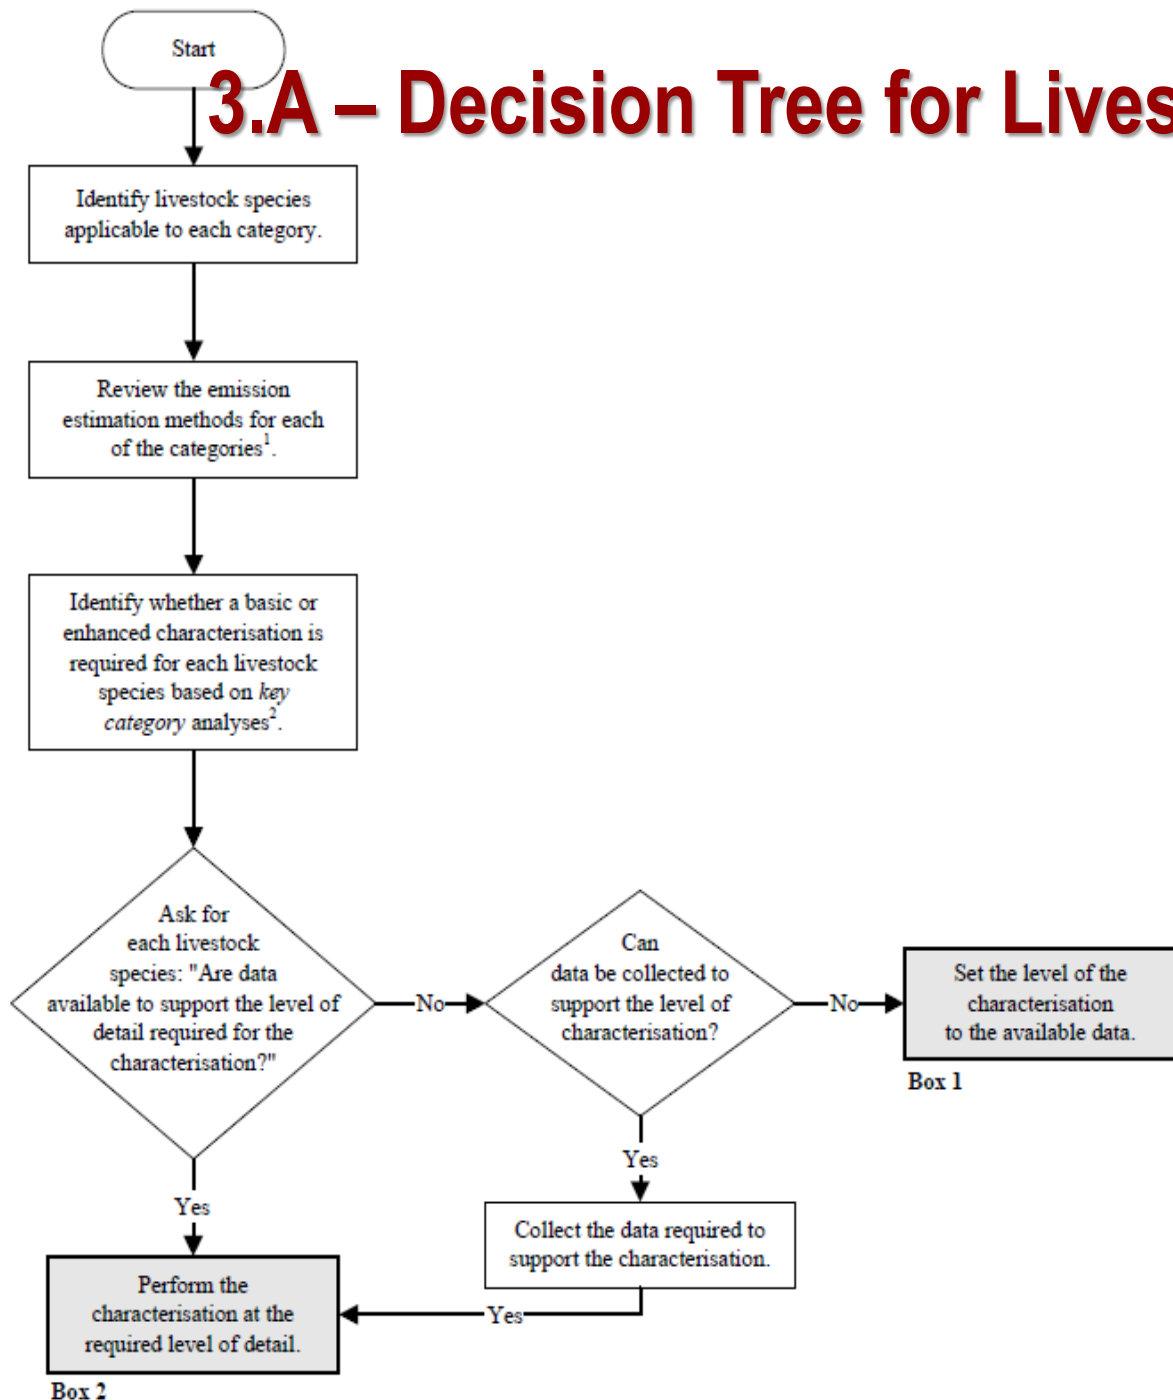 Start
3.A – Decision Tree for Lives
Identify livestock species
applicable to each category.
Review the emission
estimation methods for each
of the categories¹.
Identify whether a basic or
enhanced characterisation is
required for each livestock
species based on key
category analyses².
Ask for
each livestock
species: "Are data
available to support the level of
detail required for the
characterisation?"
No
Can
data be collected to
support the level of
characterisation?
No
Set the level of the
characterisation
to the available data.
Box 1
Yes
Yes
Collect the data required to
support the characterisation.
Yes
Perform the
characterisation at the
required level of detail.
Box 2